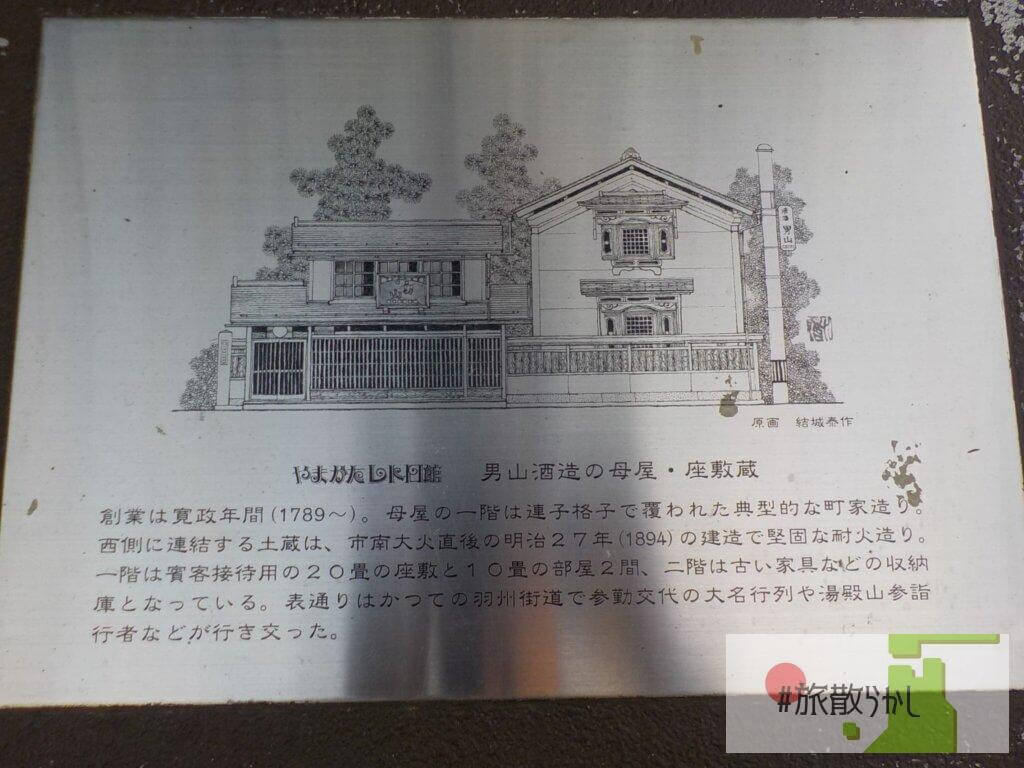 男山
原画 結城泰作
やまがたレトロ館 男山酒造の母屋・座敷蔵
創業は寛政年間(1789〜)。母屋の一階は連子格子で覆われた典型的な町家造り。
西側に連結する土蔵は、市南大火直後の明治27年(1894)の建造で堅固な耐火造り。
一階は賓客接待用の20畳の座敷と10畳の部屋2間、二階は古い家具などの収納
庫となっている。表通りはかつての羽州街道で参勤交代の大名行列や湯殿山参詣
行者などが行き交った。
#旅散らかし